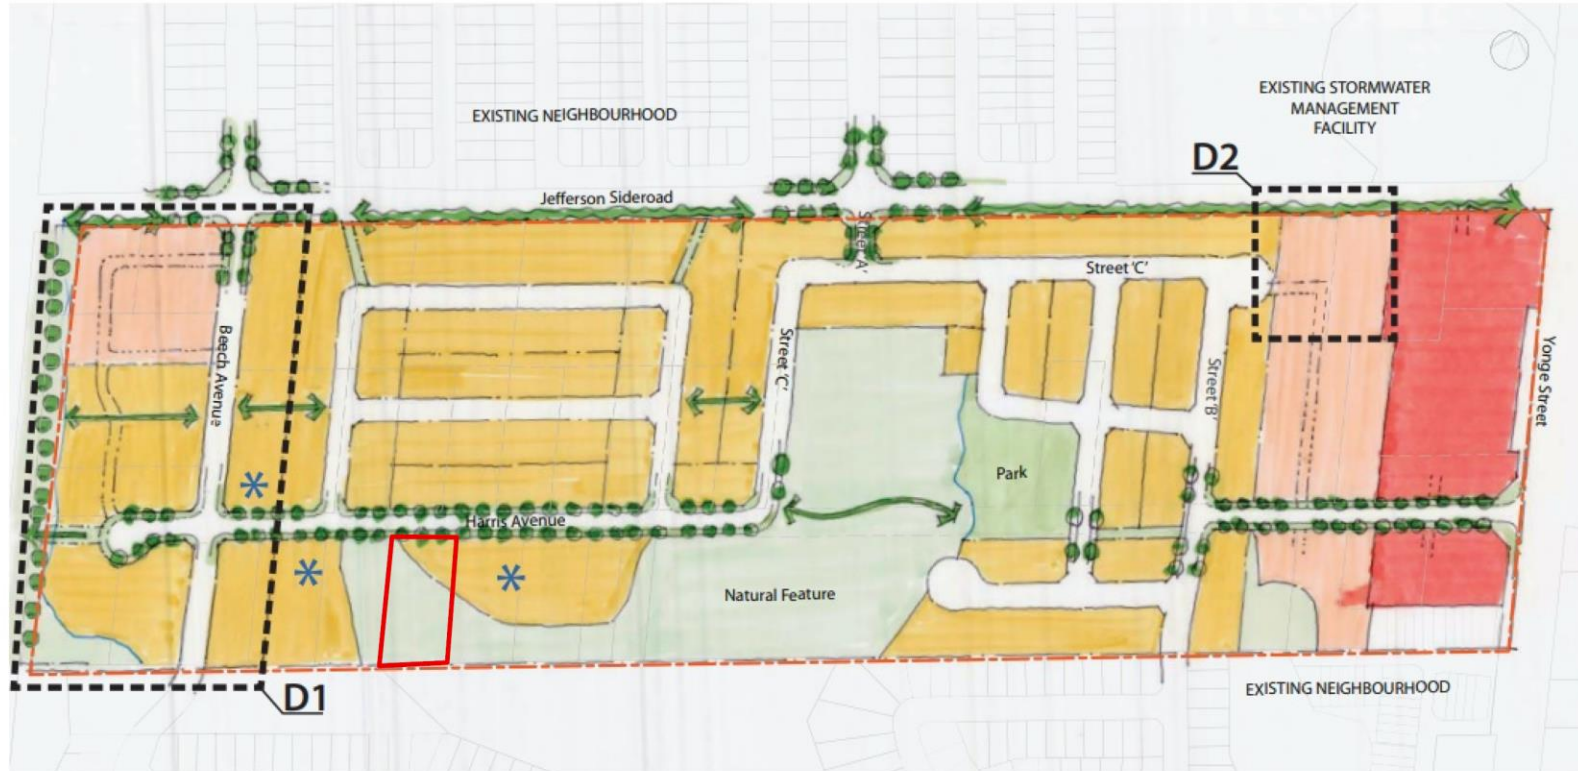 EXISTING STORMWATER
MANAGEMENT
FACILITY
EXISTING NEIGHBOURHOOD
D2
Jefferson Sideroad
Street 'A'
Street 'C'
Beech Avenue
Street 'C'
Street 'B'
Yonge Street
Park
*
Harris Avenue
*
*
Natural Feature
EXISTING NEIGHBOURHOOD
D1